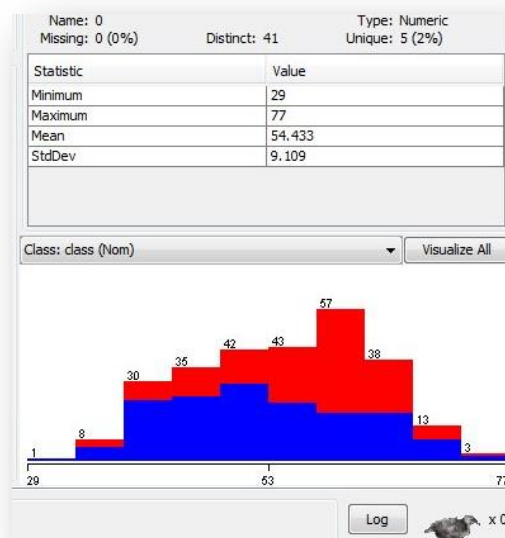 Name: 0 Type: Numeric
Missing: 0 (0%) Distinct: 41 Unique: 5 (2%)
Statistic Value
Minimum 29
Maximum 77
Mean 54.433
StdDev 9.109
Class: class (Nom) Visualize All
57
42 43
38
35
30
13
8
3
1
29 53 77
Log x 0